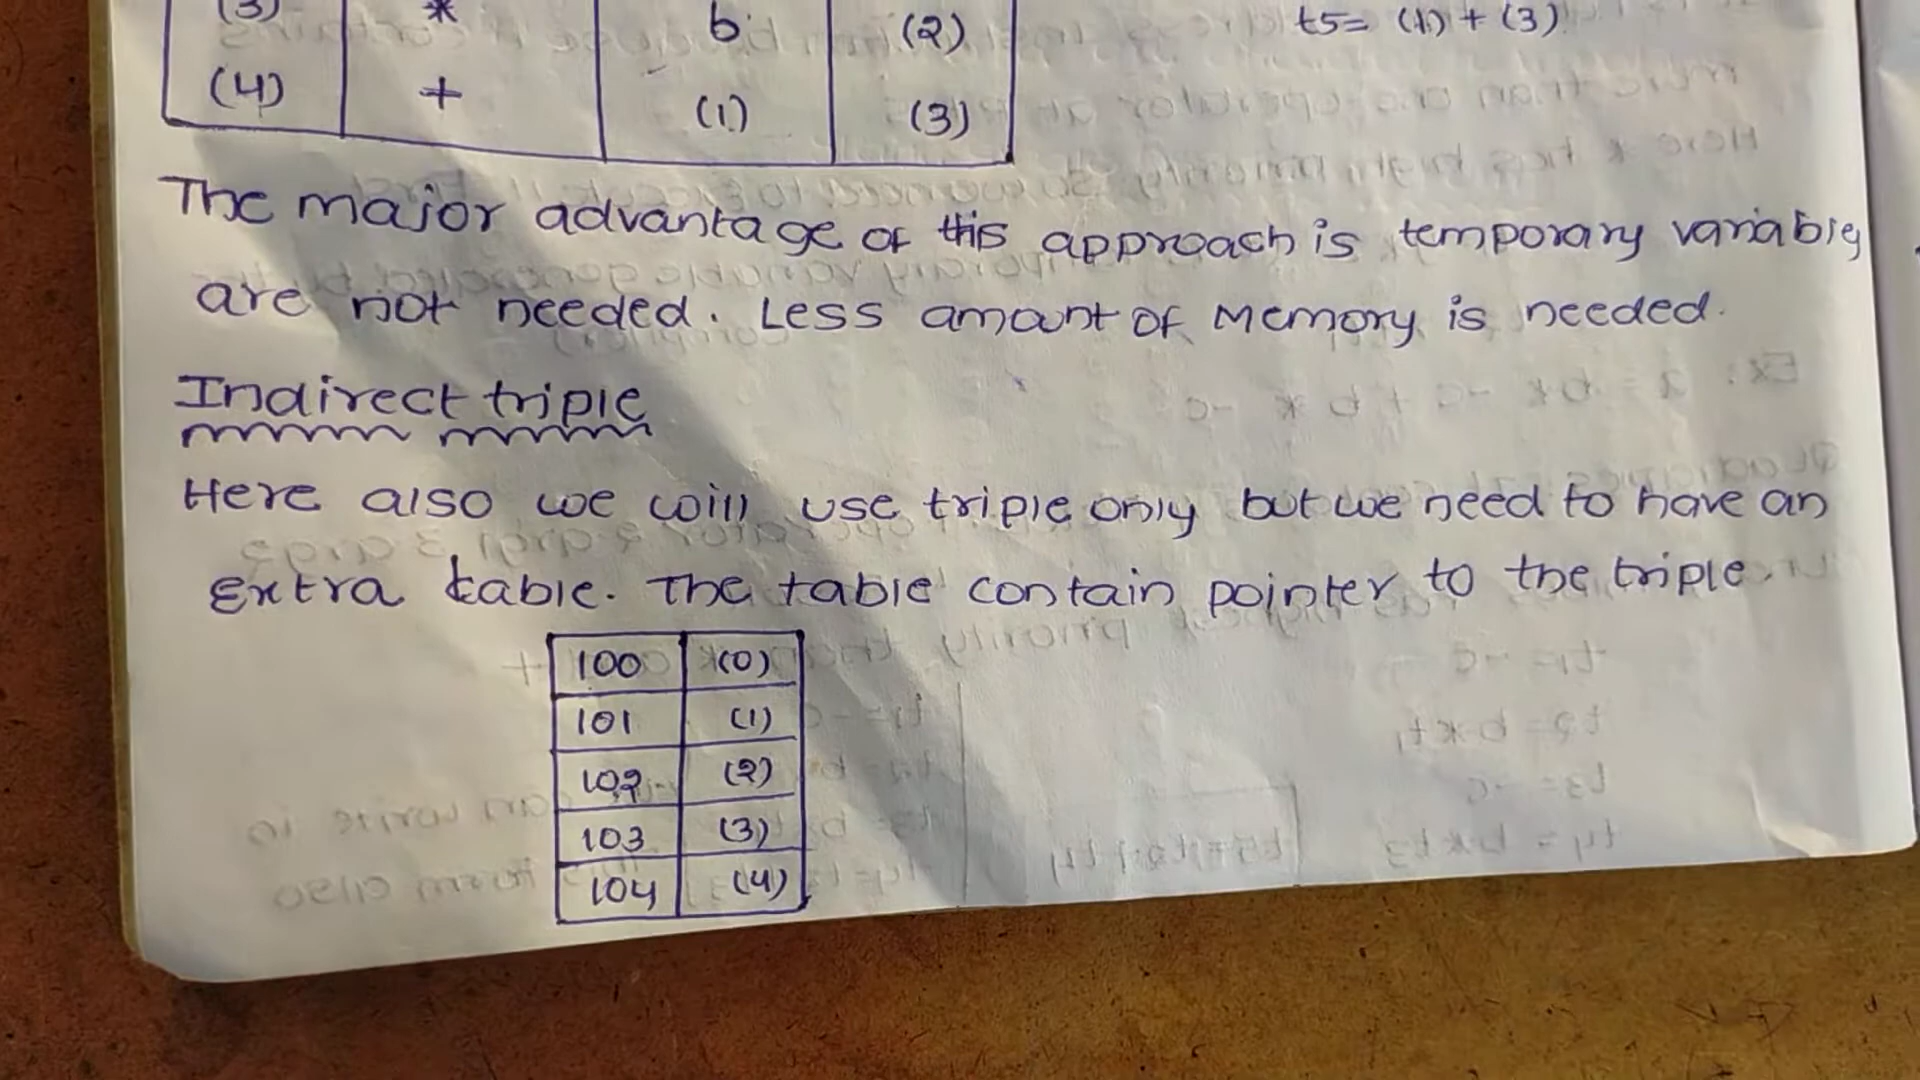 (3) * b (2) t5= (1) + (3)
(4) + (1) (3)
The major advantage of this approach is temporary variable
are not needed. Less amount of Memory is needed.
Indirect triple
Here also we will use triple only but we need to have an
Extra table. The table contain pointer to the triple.
100 (0)
101 (1)
102 (2)
103 (3)
104 (4)